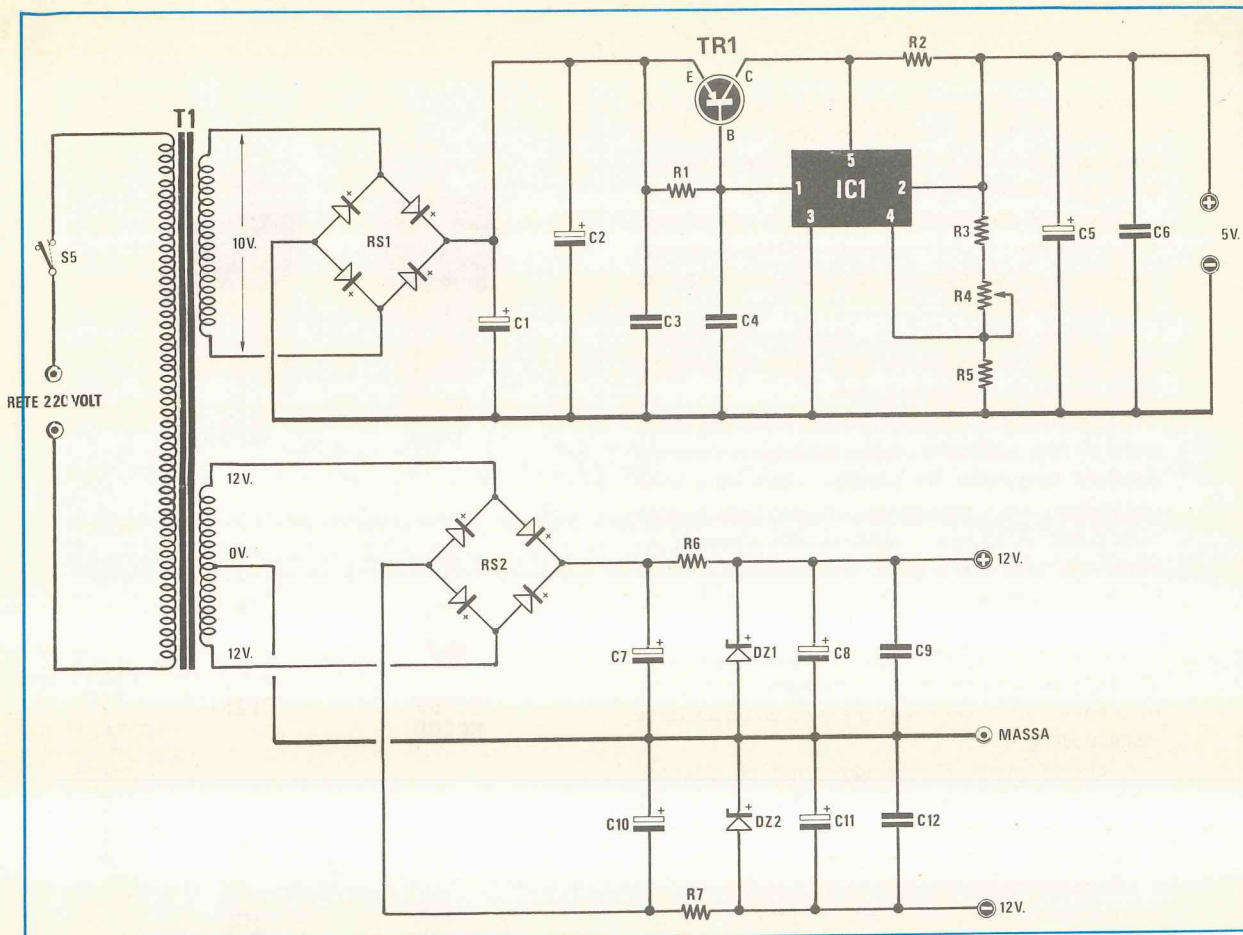 TR1
E
C
B
R2
T1
S5
RETE 220 VOLT
10V.
RS1
C1
C2
R1
C3
C4
5
1
IC1
2
3
4
R3
R4
R5
+
C5
C6
5V.
12V.
0V.
12V.
RS2
R6
R7
C7
DZ1
C8
C9
12V.
MASSA
C10
DZ2
C11
C12
12V.